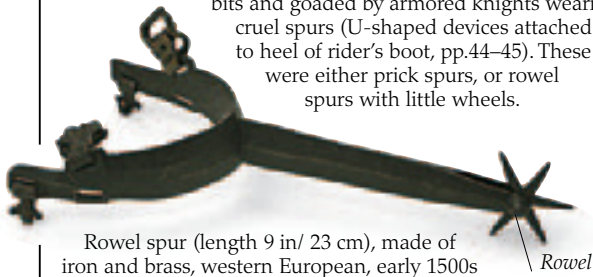 bits and goaded by armored knights
cruel spurs (U-shaped devices attached
to heel of rider's boot, pp.44–45). These
were either prick spurs, or rowel
spurs with little wheels.
Rowel spur (length 9 in/ 23 cm), made of
iron and brass, western European, early 1500s
Rowel